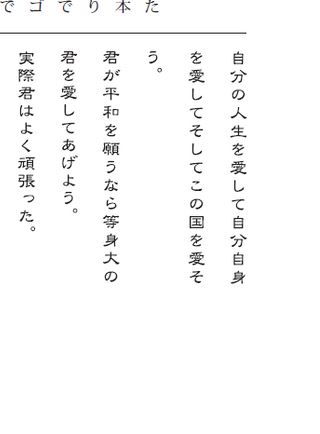 でゴでり本た
自分の人生を愛して自分自身
を愛してそしてこの国を愛そ
う。
君が平和を願うなら等身大の
君を愛してあげよう。
実際君はよく頑張った。